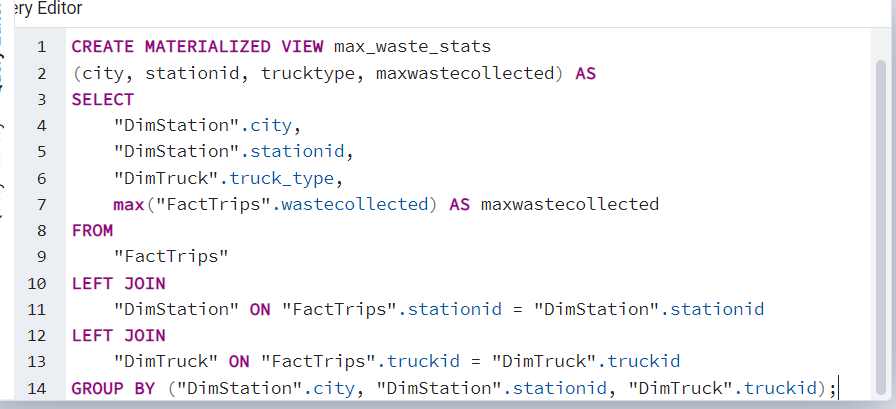 ery Editor
1 CREATE MATERIALIZED VIEW max_waste_stats
2 (city, stationid, trucktype, maxwastecollected) AS
3 SELECT
4 "DimStation".city,
5 "DimStation".stationid,
6 "DimTruck".truck_type,
7 max("FactTrips".wastecollected) AS maxwastecollected
8 FROM
9 "FactTrips"
10 LEFT JOIN
11 "DimStation" ON "FactTrips".stationid = "DimStation".stationid
12 LEFT JOIN
13 "DimTruck" ON "FactTrips".truckid = "DimTruck".truckid
14 GROUP BY ("DimStation".city, "DimStation".stationid, "DimTruck".truckid);